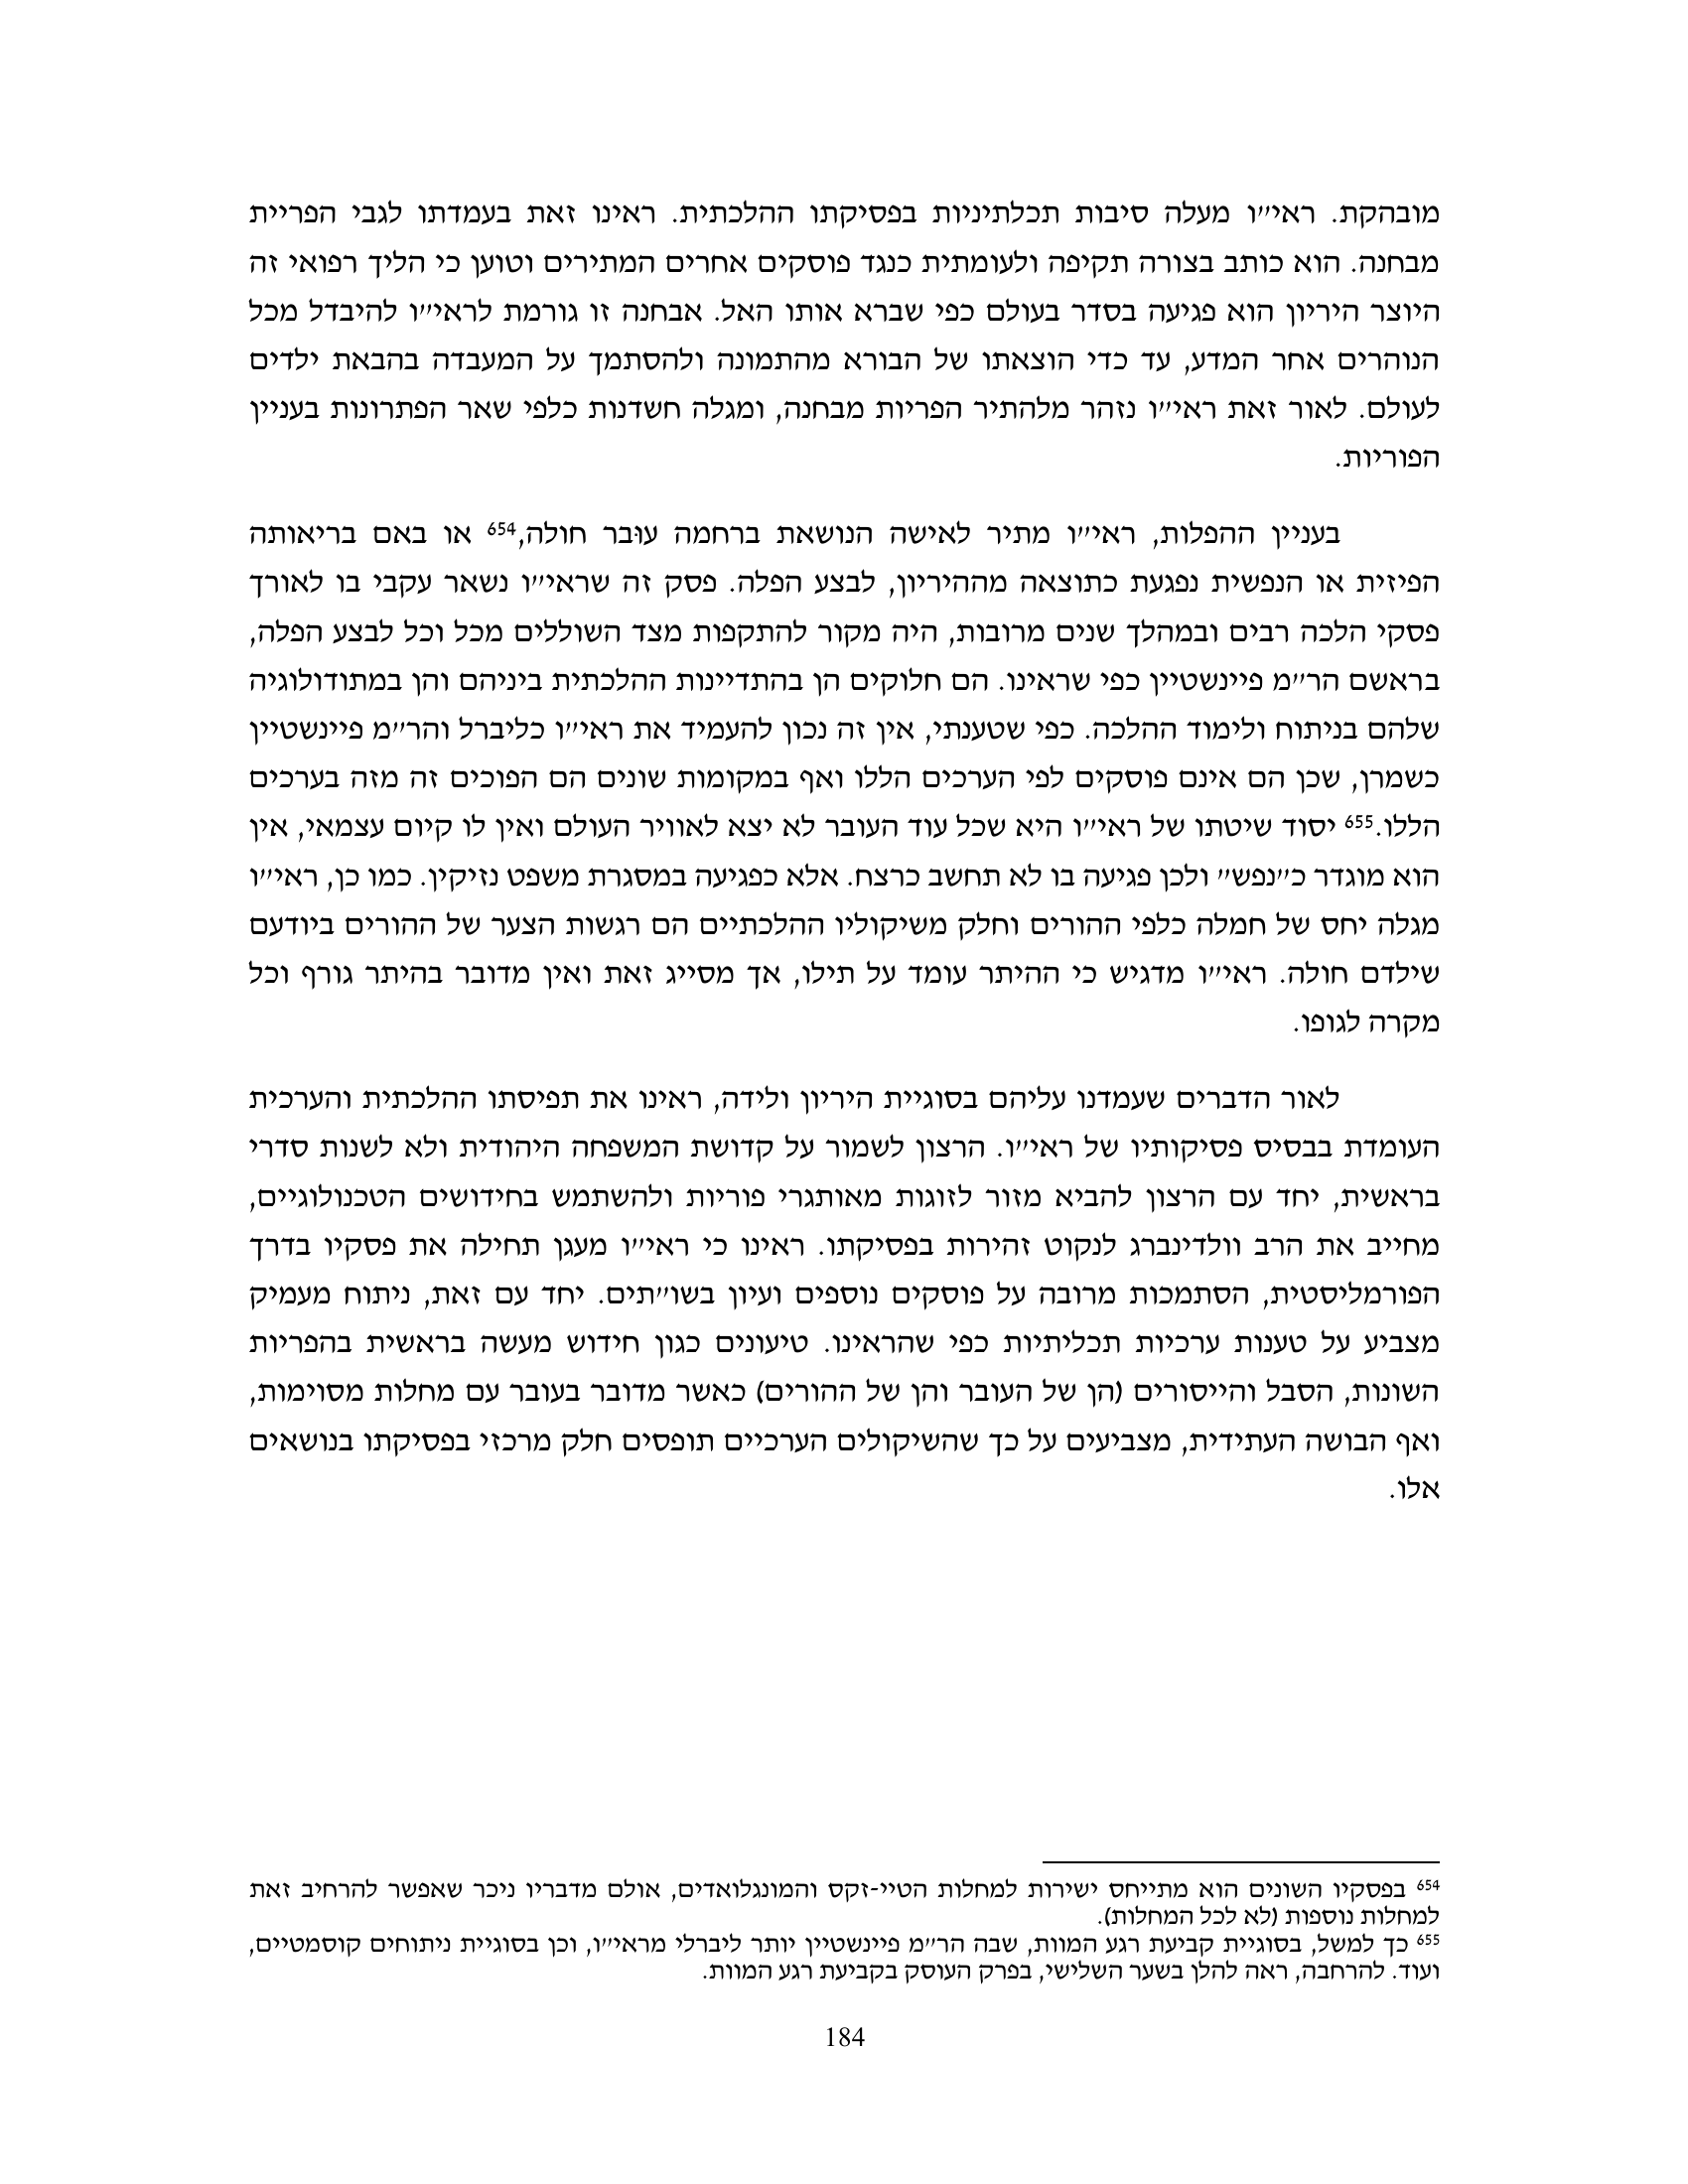 מובהקת. ראי״ו מעלה סיבות תכלתיניות בפסיקתו ההלכתית. ראינו זאת בעמדתו לגבי הפריית
מבחנה. הוא כותב בצורה תקיפה ולעומתית כנגד פוסקים אחרים המתירים וטוען כי הליך רפואי זה
היוצר היריון הוא פגיעה בסדר בעולם כפי שברא אותו האל. אבחנה זו גורמת לראי״ו להיבדל מכל
הנוהרים אחר המדע, עד כדי הוצאתו של הבורא מהתמונה ולהסתמך על המעבדה בהבאת ילדים
לעולם. לאור זאת ראי״ו נזהר מלהתיר הפריות מבחנה, ומגלה חשדנות כלפי שאר הפתרונות בעניין
הפוריות.
בעניין ההפלות, ראי״ו מתיר לאישה הנושאת ברחמה עוּבר חולה,654 או באם בריאותה
הפיזית או הנפשית נפגעת כתוצאה מההיריון, לבצע הפלה. פסק זה שראי״ו נשאר עקבי בו לאורך
פסקי הלכה רבים ובמהלך שנים מרובות, היה מקור להתקפות מצד השוללים מכל וכל לבצע הפלה,
בראשם הר״מ פיינשטיין כפי שראינו. הם חלוקים הן בהתדיינות ההלכתית ביניהם והן במתודולוגיה
שלהם בניתוח ולימוד ההלכה. כפי שטענתי, אין זה נכון להעמיד את ראי״ו כליברל והר״מ פיינשטיין
כשמרן, שכן הם אינם פוסקים לפי הערכים הללו ואף במקומות שונים הם הפוכים זה מזה בערכים
הללו.655 יסוד שיטתו של ראי״ו היא שכל עוד העובר לא יצא לאוויר העולם ואין לו קיום עצמאי, אין
הוא מוגדר כ״נפש״ ולכן פגיעה בו לא תחשב כרצח. אלא כפגיעה במסגרת משפט נזיקין. כמו כן, ראי״ו
מגלה יחס של חמלה כלפי ההורים וחלק משיקוליו ההלכתיים הם רגשות הצער של ההורים ביודעם
שילדם חולה. ראי״ו מדגיש כי ההיתר עומד על תילו, אך מסייג זאת ואין מדובר בהיתר גורף וכל
מקרה לגופו.
לאור הדברים שעמדנו עליהם בסוגיית היריון ולידה, ראינו את תפיסתו ההלכתית והערכית
העומדת בבסיס פסיקותיו של ראי״ו. הרצון לשמור על קדושת המשפחה היהודית ולא לשנות סדרי
בראשית, יחד עם הרצון להביא מזור לזוגות מאותגרי פוריות ולהשתמש בחידושים הטכנולוגיים,
מחייב את הרב וולדינברג לנקוט זהירות בפסיקתו. ראינו כי ראי״ו מעגן תחילה את פסקיו בדרך
הפורמליסטית, הסתמכות מרובה על פוסקים נוספים ועיון בשו״תים. יחד עם זאת, ניתוח מעמיק
מצביע על טענות ערכיות תכליתיות כפי שהראינו. טיעונים כגון חידוש מעשה בראשית בהפריות
השונות, הסבל והייסורים (הן של העובר והן של ההורים) כאשר מדובר בעובר עם מחלות מסוימות,
ואף הבושה העתידית, מצביעים על כך שהשיקולים הערכיים תופסים חלק מרכזי בפסיקתו בנושאים
אלו.
654 בפסקיו השונים הוא מתייחס ישירות למחלות הטיי-זקס והמונגלואדים, אולם מדבריו ניכר שאפשר להרחיב זאת
למחלות נוספות (לא לכל המחלות).
655 כך למשל, בסוגיית קביעת רגע המוות, שבה הר״מ פיינשטיין יותר ליברלי מראי״ו, וכן בסוגיית ניתוחים קוסמטיים,
ועוד. להרחבה, ראה להלן בשער השלישי, בפרק העוסק בקביעת רגע המוות.
184